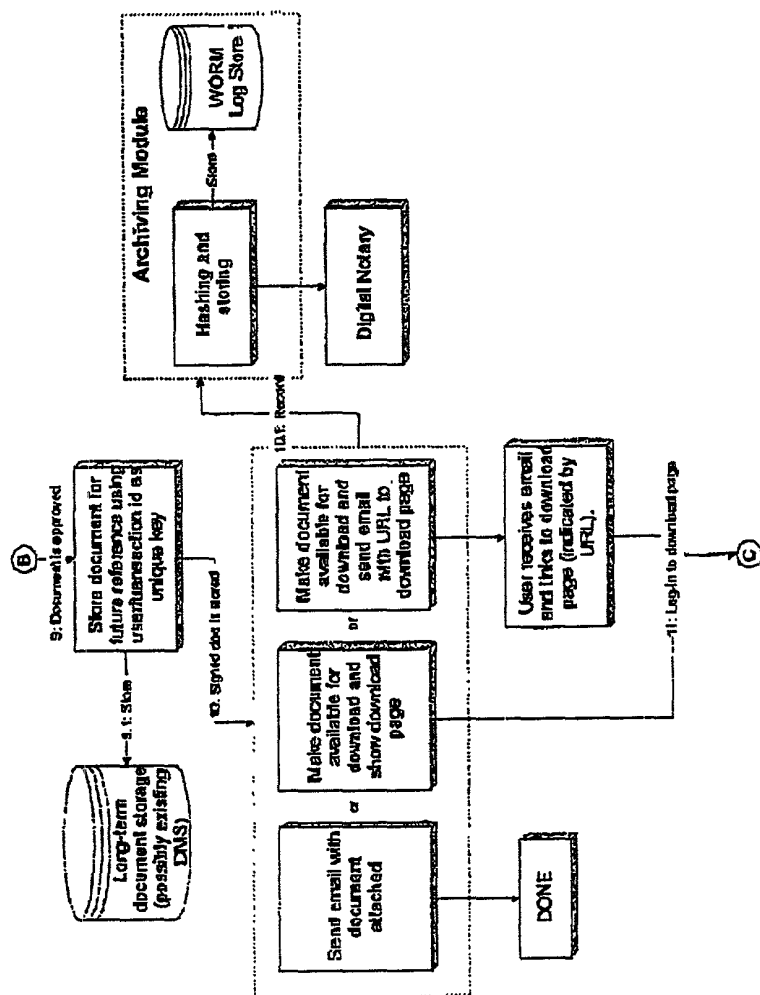 B
9: Document is approved
Store document for
future reference using
user/transaction id as
unique key
9.1: Store
Long-term
document storage
(possibly existing
DMS)
10: Signed doc is stored
Send email with
document
attached
or
Make document
available for
download and
show download
page
or
Make document
available for
download and
send email
with URL to
download page
10.1: Record
Archiving Module
Hashing and
storing
Store
WORM
Log Store
Digital Notary
DONE
User receives email
and links to download
page (indicated by
URL).
11: Log-in to download page
C